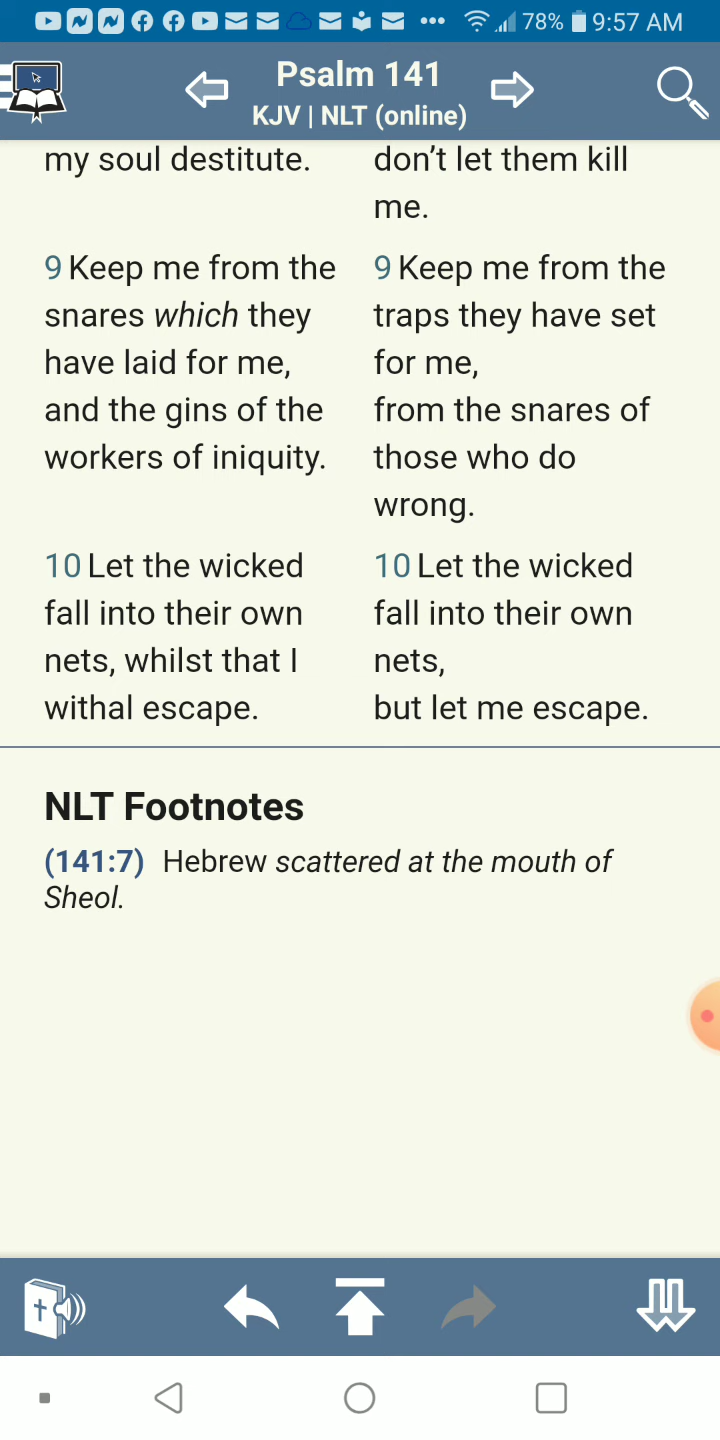 78% 9:57 AM
Psalm 141
KJV | NLT (online)
my soul destitute.
9 Keep me from the
snares which they
have laid for me,
and the gins of the
workers of iniquity.
10 Let the wicked
fall into their own
nets, whilst that I
withal escape.
don’t let them kill
me.
9 Keep me from the
traps they have set
for me,
from the snares of
those who do
wrong.
10 Let the wicked
fall into their own
nets,
but let me escape.
NLT Footnotes
(141:7) Hebrew scattered at the mouth of
Sheol.